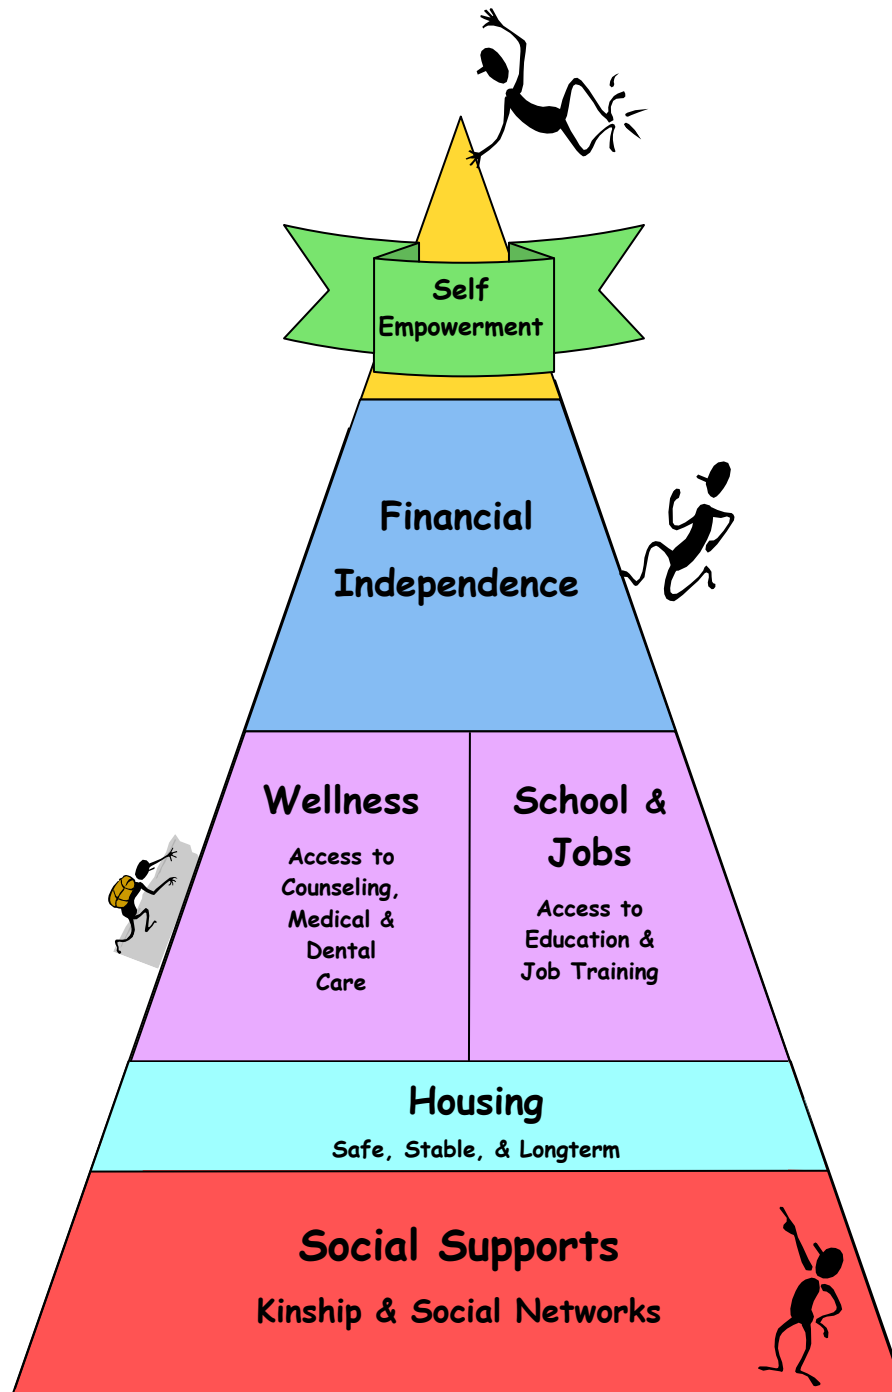 Self
Empowerment
Financial
Independence
Wellness
Access to
Counseling,
Medical &
Dental
Care
School &
Jobs
Access to
Education &
Job Training
Housing
Safe, Stable, & Longterm
Social Supports
Kinship & Social Networks